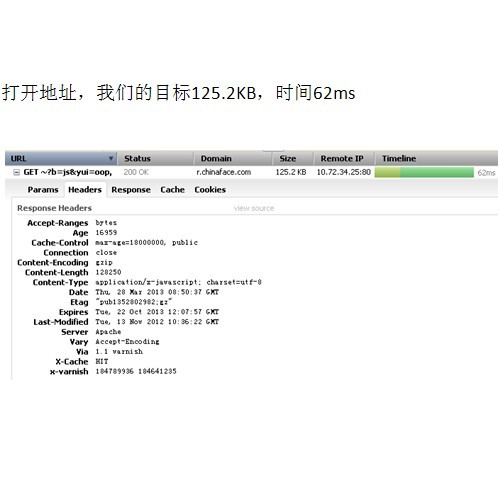 打开地址，我们的目标125.2KB，时间62ms
URL Status Domain Size Remote IP Timeline
GET ~?b=js&yui=oop, 200 OK r.chinaface.com 125.2 KB 10.72.34.25:80 62ms
Params Headers Response Cache Cookies
Response Headers view source
Accept-Ranges bytes
Age 16959
Cache-Control max-age=18000000, public
Connection close
Content-Encoding gzip
Content-Length 128250
Content-Type application/x-javascript; charset=utf-8
Date Thu, 28 Mar 2013 08:50:37 GMT
Etag "pub1352802982;gz"
Expires Tue, 22 Oct 2013 12:07:57 GMT
Last-Modified Tue, 13 Nov 2012 10:36:22 GMT
Server Apache
Vary Accept-Encoding
Via 1.1 varnish
X-Cache HIT
x-varnish 184789936 184641235